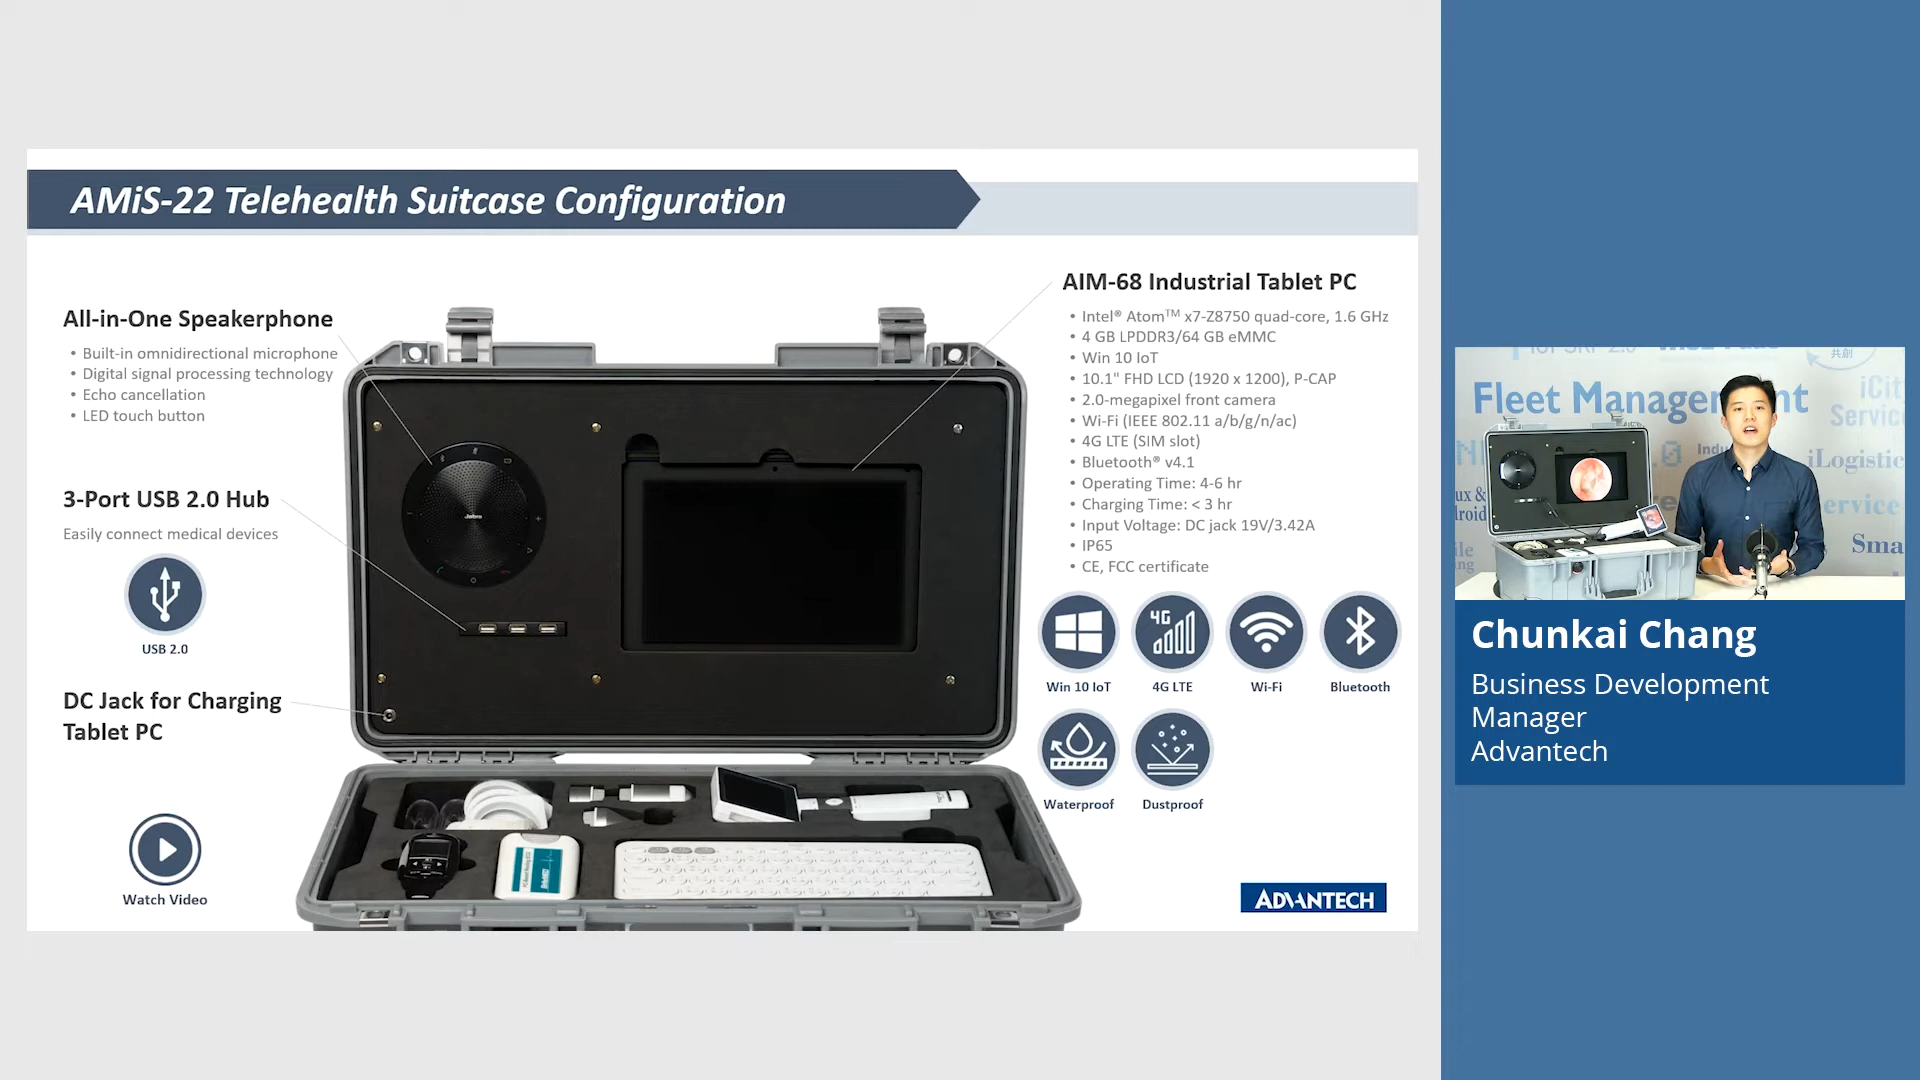 AMiS-22 Telehealth Suitcase Configuration
All-in-One Speakerphone
• Built-in omnidirectional microphone
• Digital signal processing technology
• Echo cancellation
• LED touch button
3-Port USB 2.0 Hub
Easily connect medical devices
USB 2.0
DC Jack for Charging
Tablet PC
Watch Video
Jabra
AIM-68 Industrial Tablet PC
• Intel® Atom™ x7-Z8750 quad-core, 1.6 GHz
• 4 GB LPDDR3/64 GB eMMC
• Win 10 IoT
• 10.1" FHD LCD (1920 x 1200), P-CAP
• 2.0-megapixel front camera
• Wi-Fi (IEEE 802.11 a/b/g/n/ac)
• 4G LTE (SIM slot)
• Bluetooth® v4.1
• Operating Time: 4-6 hr
• Charging Time: < 3 hr
• Input Voltage: DC jack 19V/3.42A
• IP65
• CE, FCC certificate
4G
Win 10 IoT
4G LTE
Wi-Fi
Bluetooth
Waterproof
Dustproof
ADVANTECH
Fleet Management
iCity
Service
iLogistic
ervice
Sma
Chunkai Chang
Business Development
Manager
Advantech